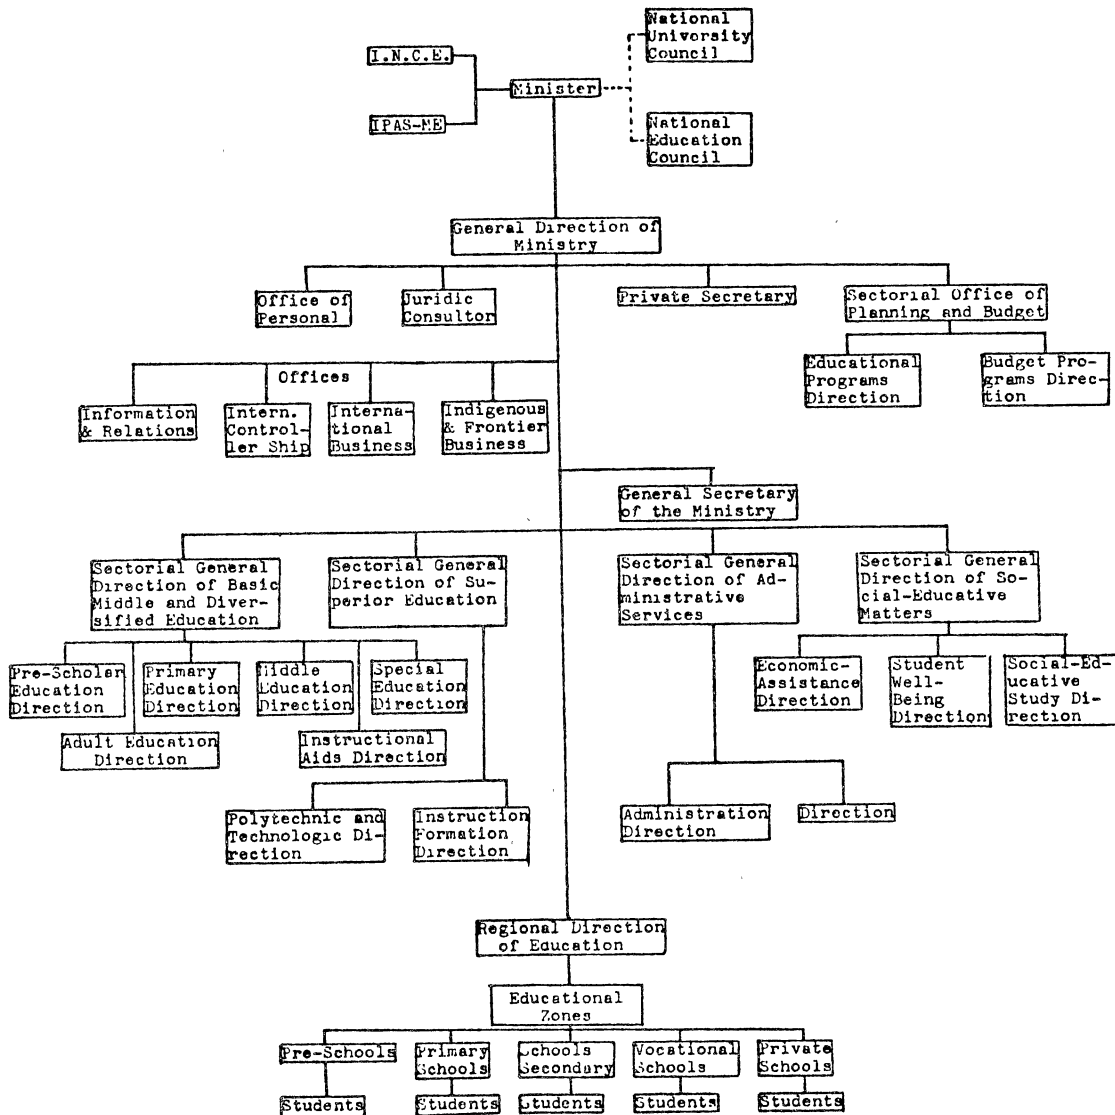 National
University
Council
I.N.C.E.
Minister
IPAS-ME
National
Education
Council
General Direction of
Ministry
Office of
Personal
Juridic
Consultor
Private Secretary
Sectorial Office of
Planning and Budget
Educational
Programs
Direction
Budget Pro-
grams Direc-
tion
Offices
Information
& Relations
Intern.
Control-
ler Ship
Interna-
tional
Business
Indigenous
& Frontier
Business
General Secretary
of the Ministry
Sectorial General
Direction of Basic
Middle and Diver-
sified Education
Sectorial General
Direction of Su-
perior Education
Sectorial General
Direction of Ad-
ministrative
Services
Sectorial General
Direction of So-
cial-Educative
Matters
Pre-Scholar
Education
Direction
Primary
Education
Direction
Middle
Education
Direction
Special
Education
Direction
Economic-
Assistance
Direction
Student
Well-
Being
Direction
Social-Ed-
ucative
Study Di-
rection
Adult Education
Direction
Instructional
Aids Direction
Polytechnic and
Technologic Di-
rection
Instruction
Formation
Direction
Administration
Direction
Direction
Regional Direction
of Education
Educational
Zones
Pre-Schools
Primary
Schools
Schools
Secondary
Vocational
Schools
Private
Schools
Students
Students
Students
Students
Students